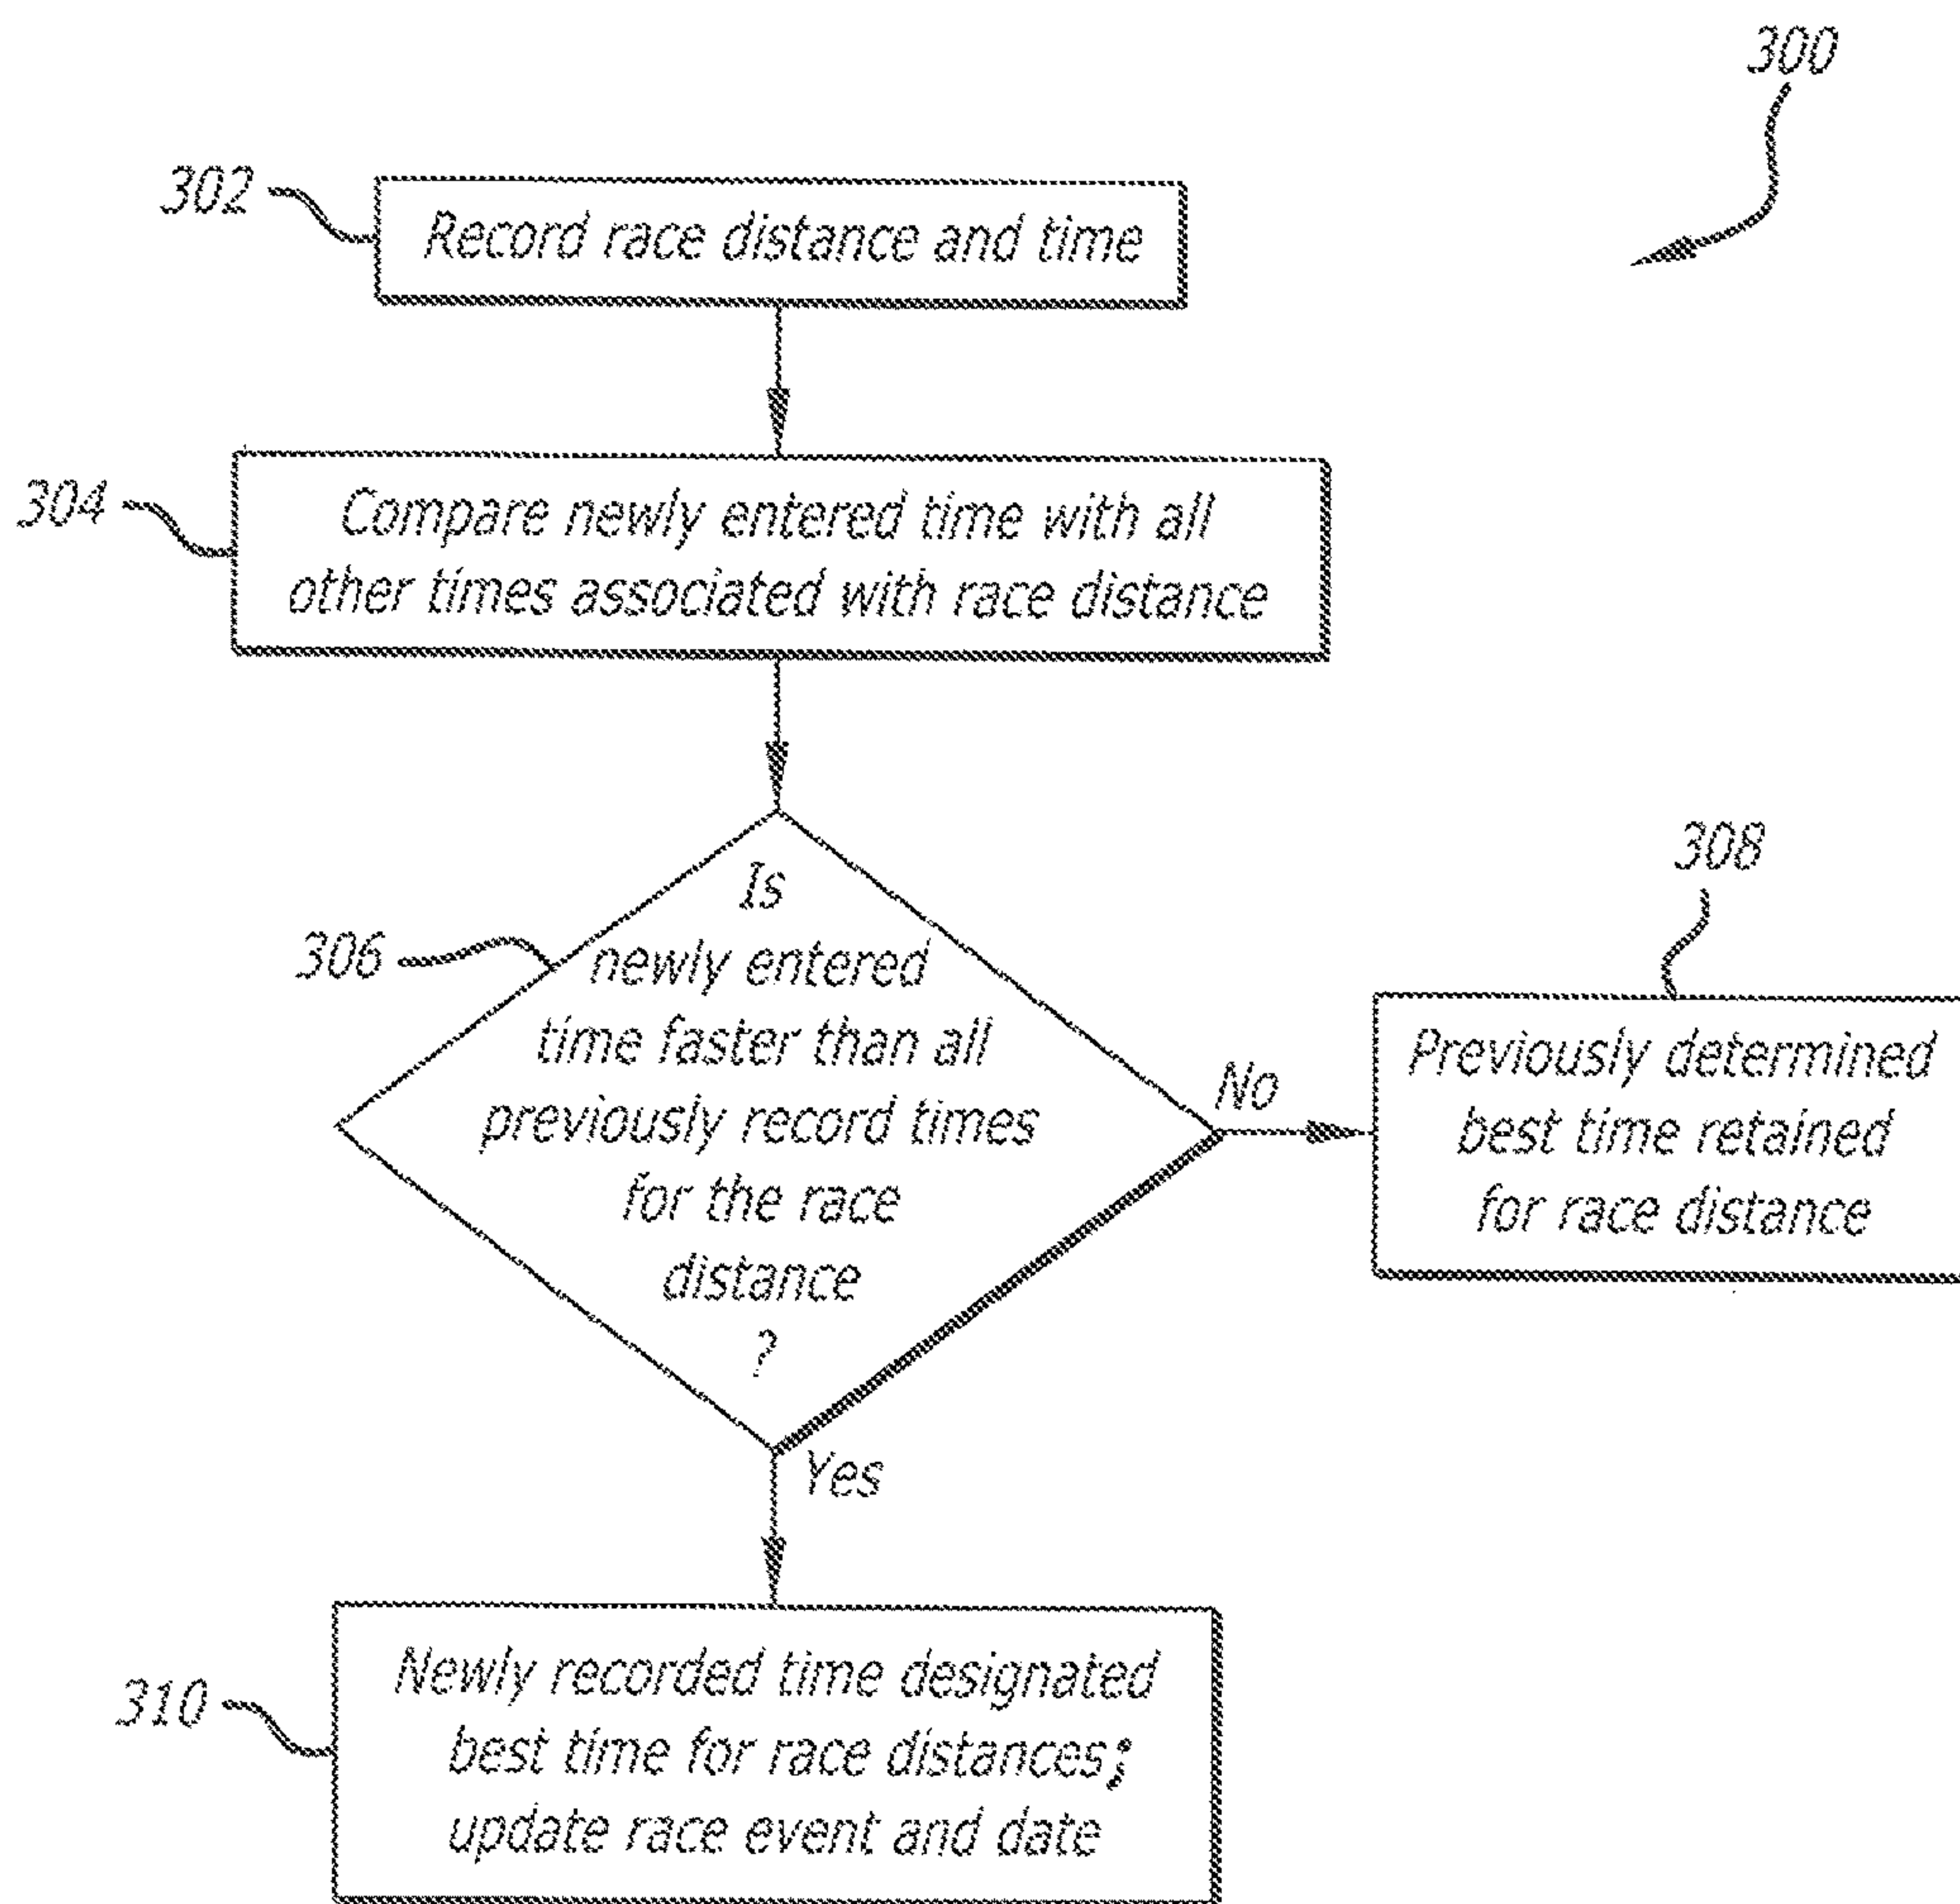 300
302
Record race distance and time
304
Compare newly entered time with all
other times associated with race distance
306
Is
newly entered
time faster than all
previously record times
for the race
distance
?
No
308
Previously determined
best time retained
for race distance
Yes
310
Newly recorded time designated
best time for race distances;
update race event and date